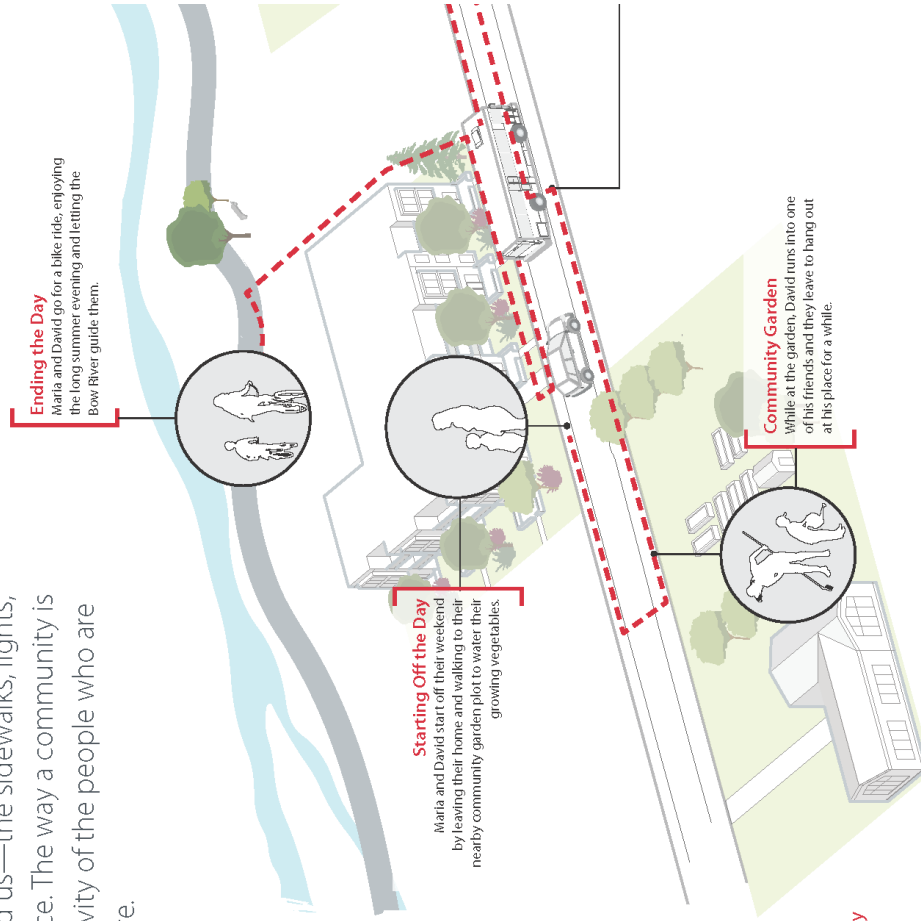 d us—the sidewalks, lights,
ce. The way a community is
vity of the people who are
re.
Ending the Day
Maria and David go for a bike ride, enjoying
the long summer evening and letting the
Bow River guide them.
Starting Off the Day
Maria and David start off their weekend
by leaving their home and walking to their
nearby community garden plot to water their
growing vegetables.
Community Garden
While at the garden, David runs into one
of his friends and they leave to hang out
at his place for a while.
y